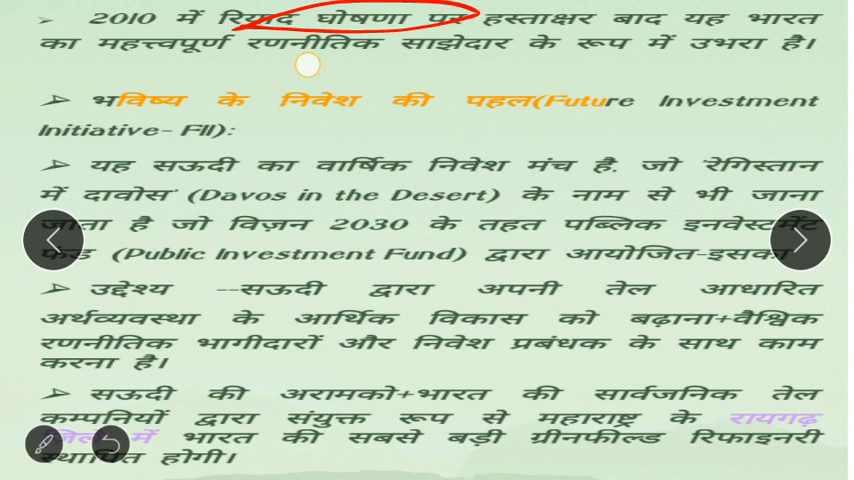 ➢ 2010 में रियाद घोषणा पर हस्ताक्षर बाद यह भारत
का महत्त्वपूर्ण रणनीतिक साझेदार के रूप में उभरा है।
➢ भविष्य के निवेश की पहल(Future Investment
Initiative- FII):
➢ यह सऊदी का वार्षिक निवेश मंच है, जो 'रेगिस्तान
में दावोस' (Davos in the Desert) के नाम से भी जाना
जाता है जो विज़न 2030 के तहत पब्लिक इनवेस्टमेंट
फंड (Public Investment Fund) द्वारा आयोजित-इसका
➢ उद्देश्य --सऊदी द्वारा अपनी तेल आधारित
अर्थव्यवस्था के आर्थिक विकास को बढ़ाना+वैश्विक
रणनीतिक भागीदारों और निवेश प्रबंधक के साथ काम
करना है।
➢ सऊदी की अरामको+भारत की सार्वजनिक तेल
कम्पनियों द्वारा संयुक्त रूप से महाराष्ट्र के रायगढ़
जिले में भारत की सबसे बड़ी ग्रीनफील्ड रिफाइनरी
स्थापित होगी।